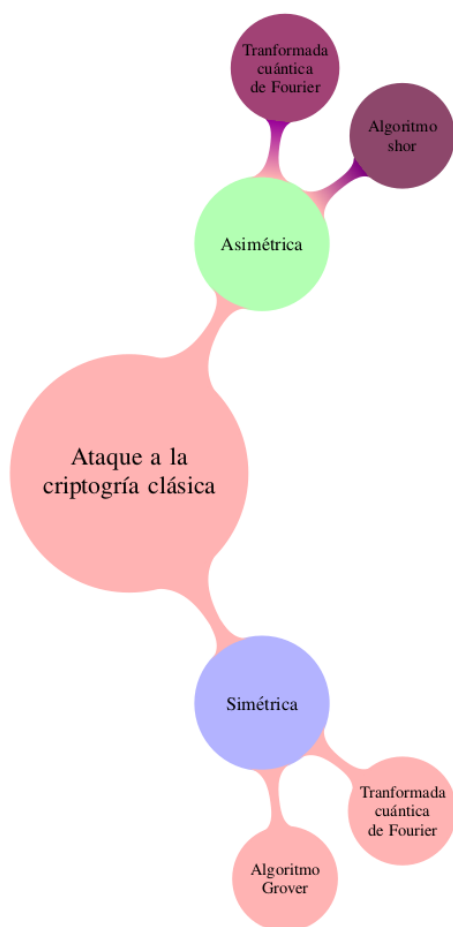 Tranformada
cuántica
de Fourier
Algoritmo
shor
Asimétrica
Ataque a la
criptogría clásica
Simétrica
Tranformada
cuántica
de Fourier
Algoritmo
Grover